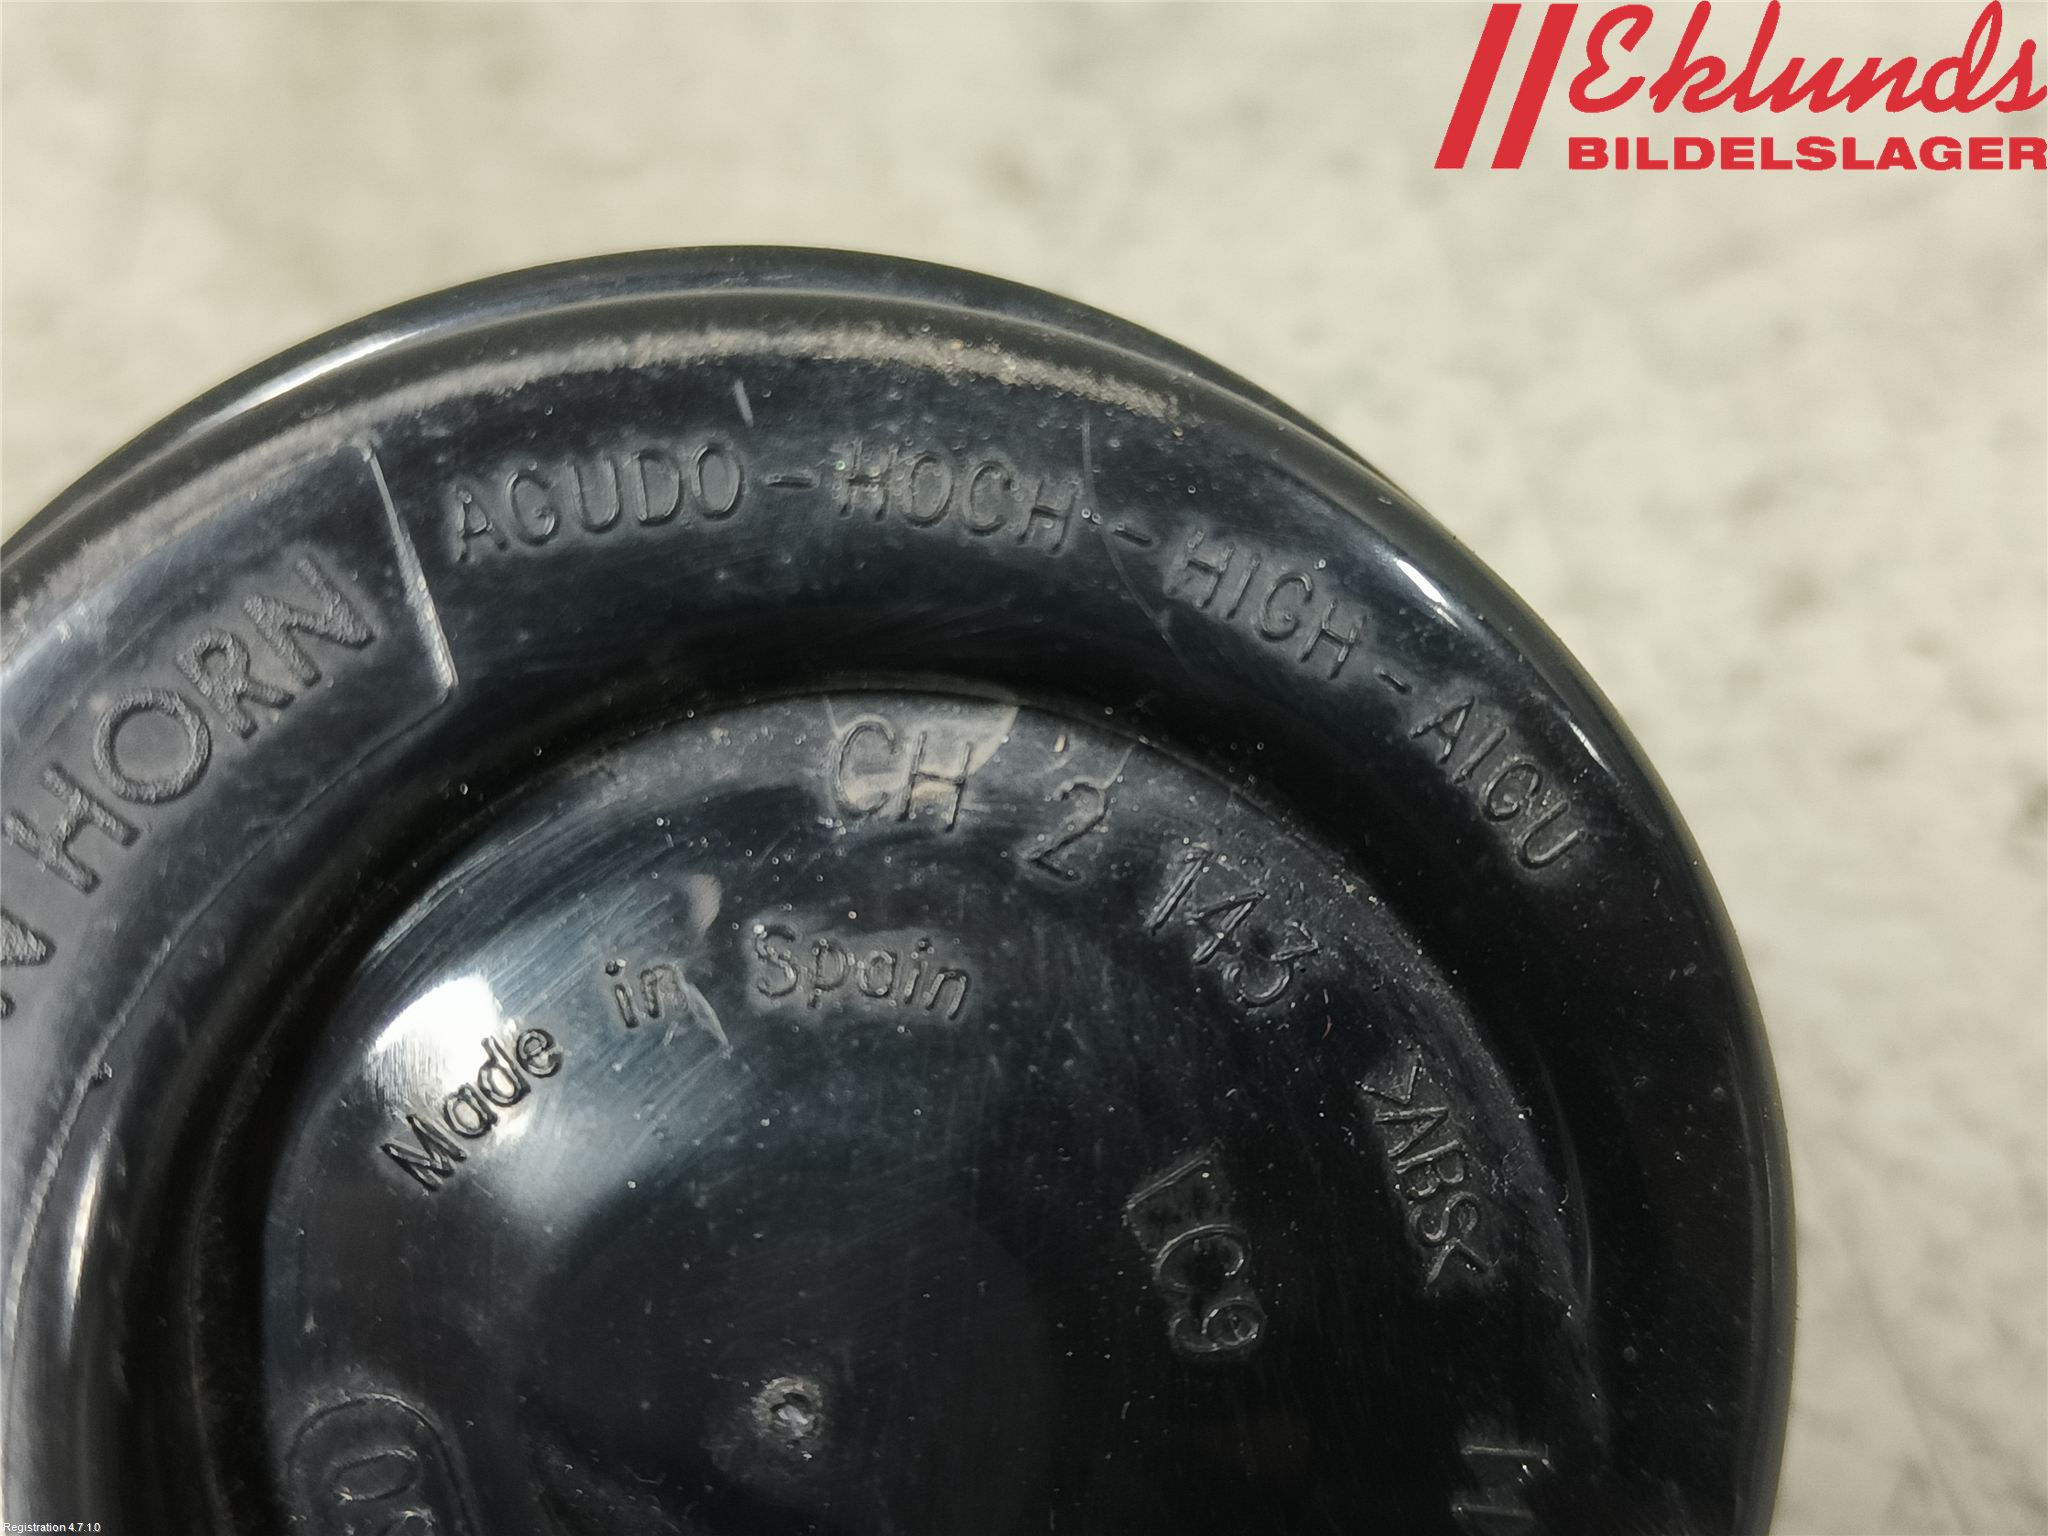 Eklunds
BILDELSLAGER
HORN
AGUDO-HOCH-HIGH-AIGU
CH 2 143
Made in Spain
>ABS<
LC9
Registration 4.7.1.0